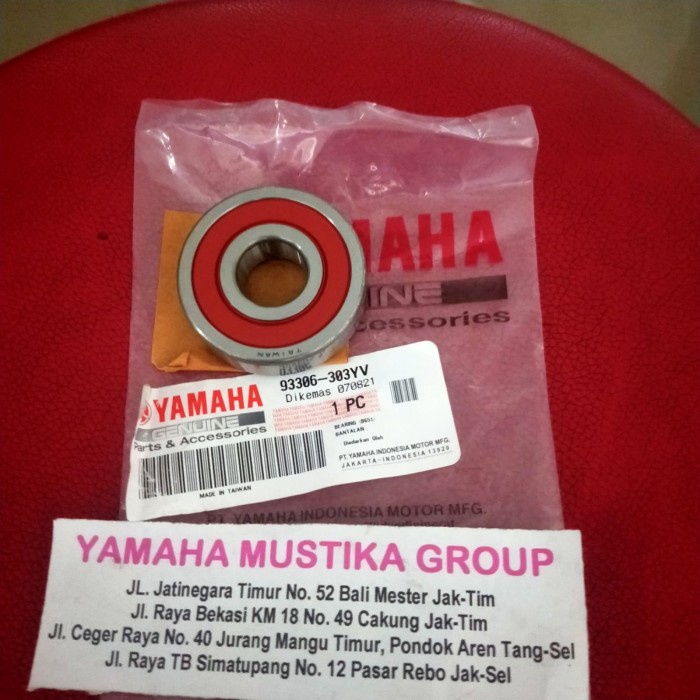 YAMAHA
GENUINE
Accessories
TAIWAN
93306-303YV
Dikemas 070821
1 PC
YAMAHA
GENUINE
Parts & Accessories
BANTALAN
PT.YAMAHA INDONESIA MOTOR MFG.
JAKARTA-INDONESIA 13920
MADE IN TAIWAN
PT. YAMAHA INDONESIA MOTOR MFG.
YAMAHA MUSTIKA GROUP
JL. Jatinegara Timur No. 52 Bali Mester Jak-Tim
Jl. Raya Bekasi KM 18 No. 49 Cakung Jak-Tim
Jl. Ceger Raya No. 40 Jurang Mangu Timur, Pondok Aren Tang-Sel
Jl. Raya TB Simatupang No. 12 Pasar Rebo Jak-Sel